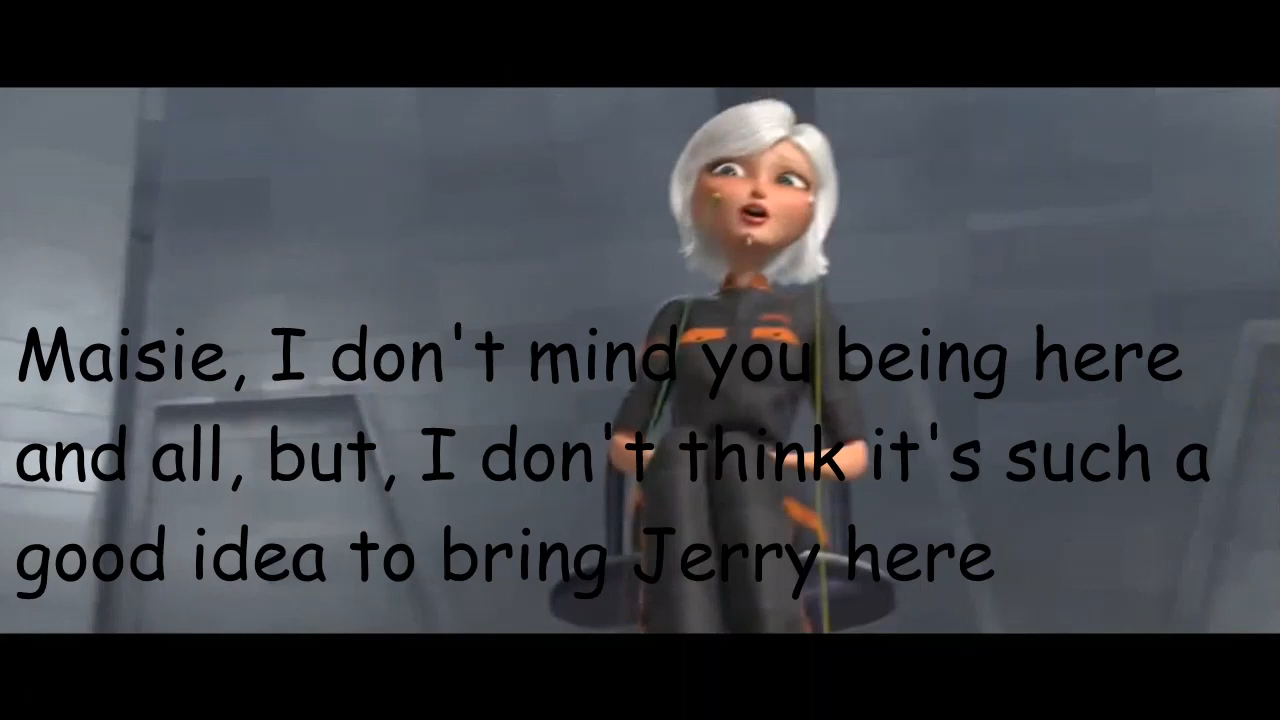 Maisie, I don't mind you being here
and all, but, I don't think it's such a
good idea to bring Jerry here